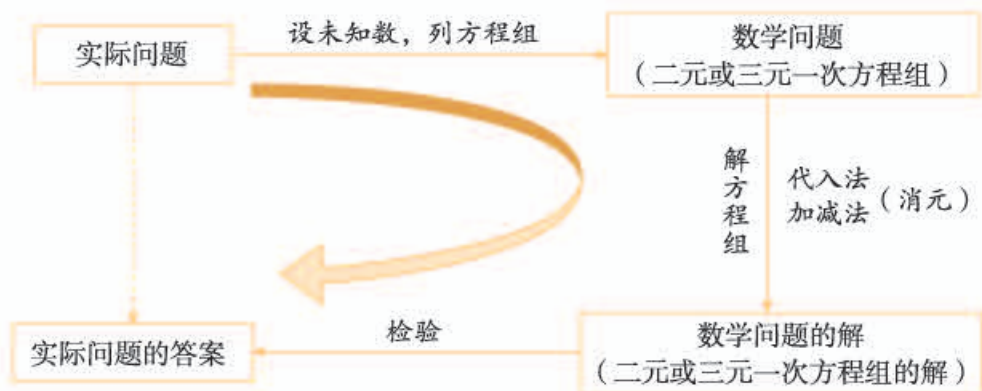 实际问题
设未知数，列方程组
数学问题
（二元或三元一次方程组）
解方程组
代入法
加减法
（消元）
数学问题的解
（二元或三元一次方程组的解）
检验
实际问题的答案